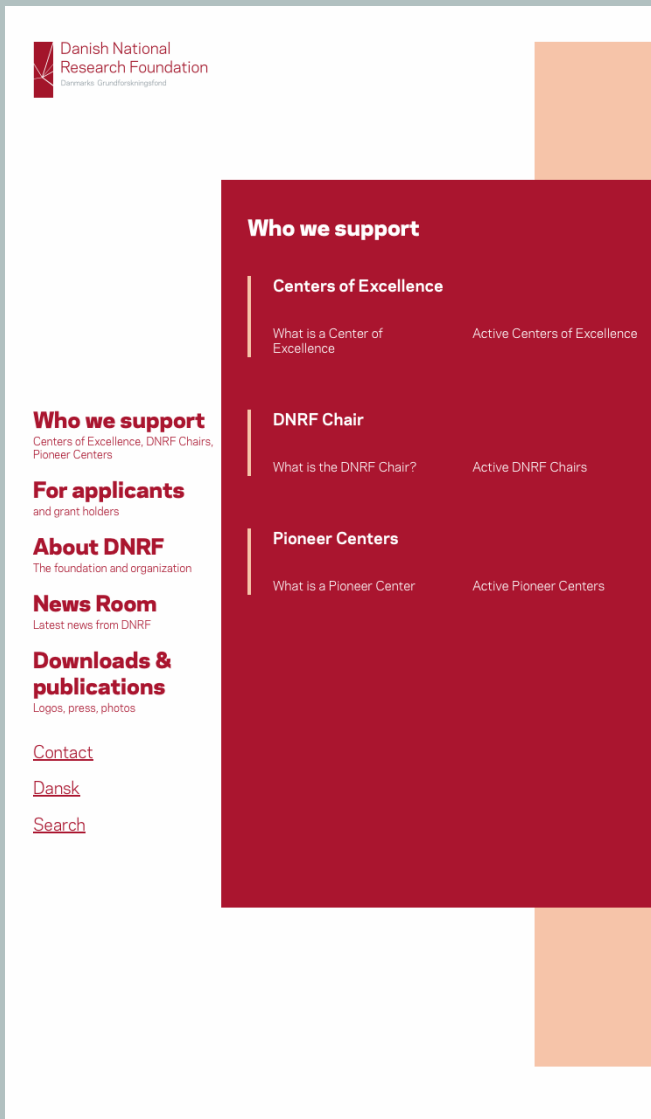 Danish National
Research Foundation
Danmarks Grundforskningsfond
Who we support
Centers of Excellence, DNRF Chairs,
Pioneer Centers
For applicants
and grant holders
About DNRF
The foundation and organization
News Room
Latest news from DNRF
Downloads &
publications
Logos, press, photos
Contact
Dansk
Search
Who we support
Centers of Excellence
What is a Center of
Excellence
Active Centers of Excellence
DNRF Chair
What is the DNRF Chair?
Active DNRF Chairs
Pioneer Centers
What is a Pioneer Center
Active Pioneer Centers